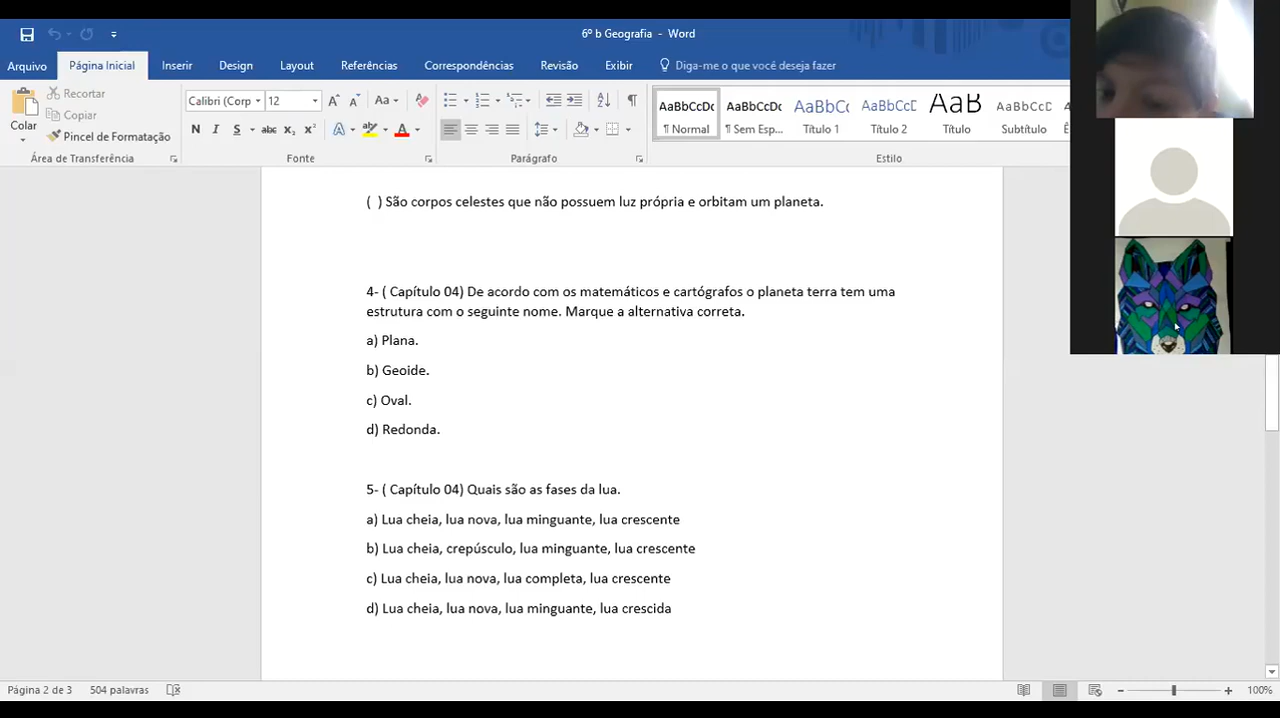 6º b Geografia - Word
Arquivo
Página Inicial
Inserir
Design
Layout
Referências
Correspondências
Revisão
Exibir
Diga-me o que você deseja fazer
Colar
Recortar
Copiar
Pincel de Formatação
Área de Transferência
Calibri (Corp
12
Aa
N I S abc x₂ x²
Fonte
Parágrafo
AaBbCcDc
¶ Normal
AaBbCcDc
¶ Sem Esp...
AaBbCc
Título 1
AaBbCcC
Título 2
AaB
Título
AaBbCcC
Subtítulo
Estilo
( ) São corpos celestes que não possuem luz própria e orbitam um planeta.
4- ( Capítulo 04) De acordo com os matemáticos e cartógrafos o planeta terra tem uma
estrutura com o seguinte nome. Marque a alternativa correta.
a) Plana.
b) Geoide.
c) Oval.
d) Redonda.
5- ( Capítulo 04) Quais são as fases da lua.
a) Lua cheia, lua nova, lua minguante, lua crescente
b) Lua cheia, crepúsculo, lua minguante, lua crescente
c) Lua cheia, lua nova, lua completa, lua crescente
d) Lua cheia, lua nova, lua minguante, lua crescida
Página 2 de 3
504 palavras
100%